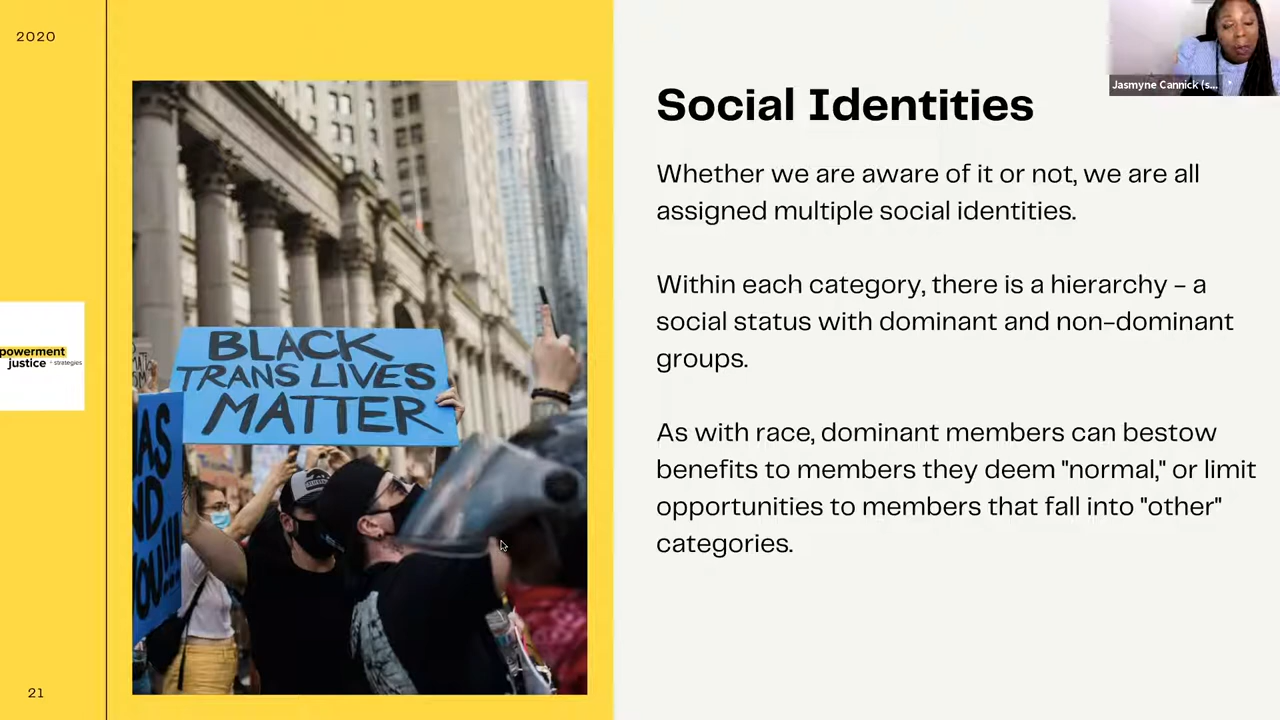 2020
Jasmyne Cannick (s...
Social Identities
Whether we are aware of it or not, we are all
assigned multiple social identities.
Within each category, there is a hierarchy – a
social status with dominant and non-dominant
groups.
As with race, dominant members can bestow
benefits to members they deem "normal," or limit
opportunities to members that fall into "other"
categories.
BLACK
TRANS LIVES
MATTER
AS
ND
YOU!!!
powerment
justice + strategies
21